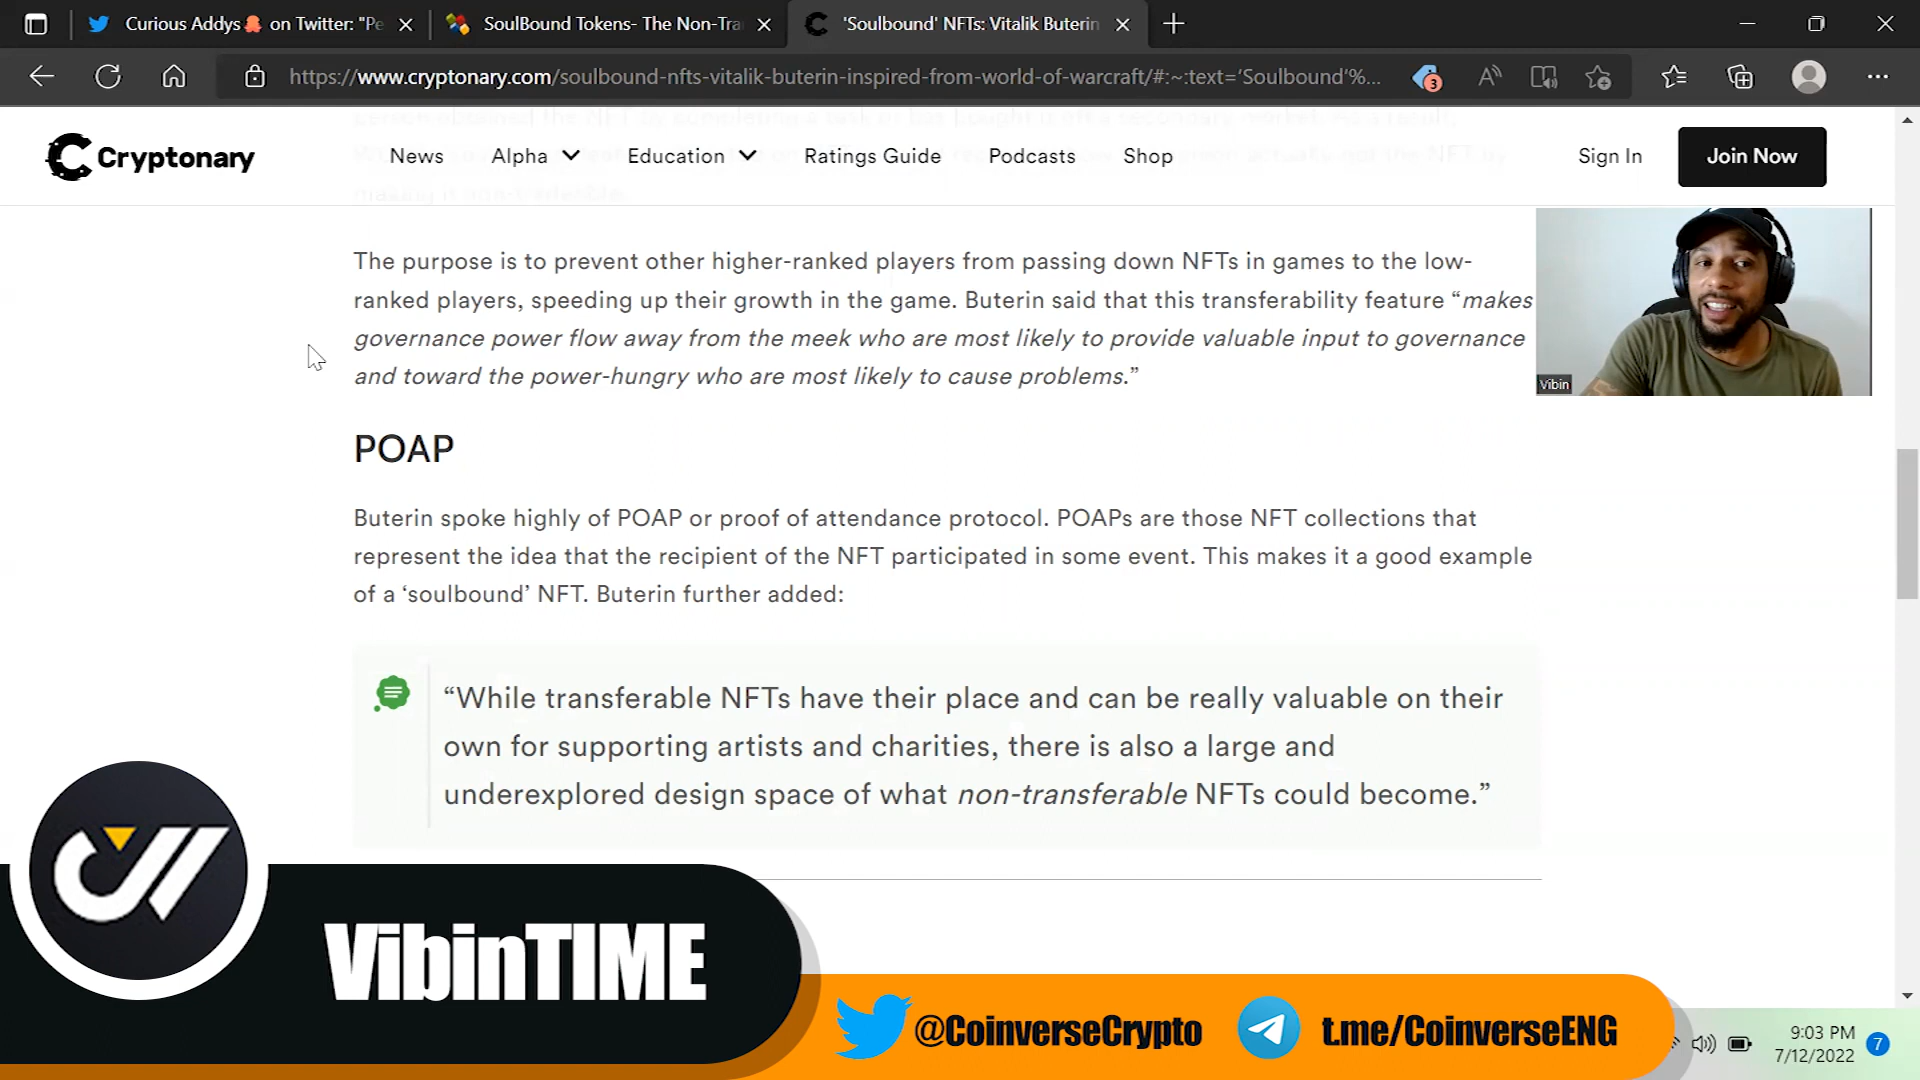 Curious Addys on Twitter: "Pe
SoulBound Tokens- The Non-Tra
'Soulbound' NFTs: Vitalik Buterin
https://www.cryptonary.com/soulbound-nfts-vitalik-buterin-inspired-from-world-of-warcraft/#:~:text='Soulbound'%...
3
Cryptonary
News
Alpha
Education
Ratings Guide
Podcasts
Shop
Sign In
Join Now
making it non-tradeable.
The purpose is to prevent other higher-ranked players from passing down NFTs in games to the low-
ranked players, speeding up their growth in the game. Buterin said that this transferability feature “makes
governance power flow away from the meek who are most likely to provide valuable input to governance
and toward the power-hungry who are most likely to cause problems.”
Vibin
POAP
Buterin spoke highly of POAP or proof of attendance protocol. POAPs are those NFT collections that
represent the idea that the recipient of the NFT participated in some event. This makes it a good example
of a ‘soulbound’ NFT. Buterin further added:
“While transferable NFTs have their place and can be really valuable on their
own for supporting artists and charities, there is also a large and
underexplored design space of what non-transferable NFTs could become.”
VibinTIME
@CoinverseCrypto
t.me/CoinverseENG
9:03 PM
7/12/2022
7